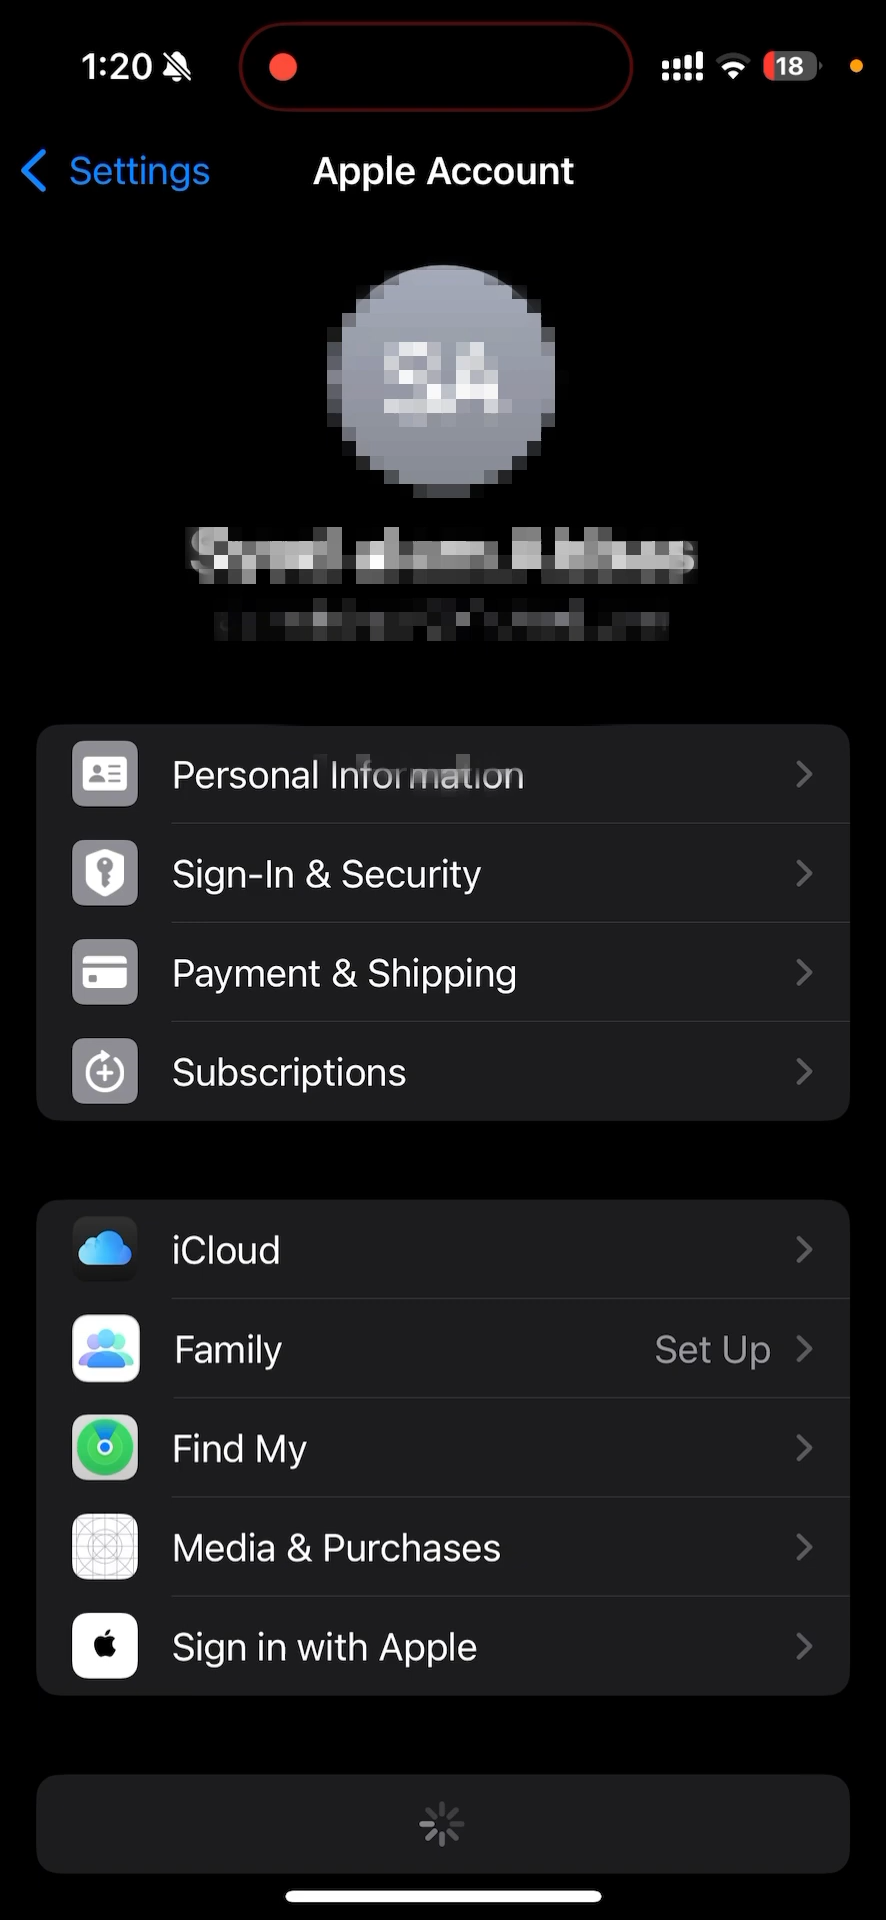 1:20
18
Settings
Apple Account
Personal Information
Sign-In & Security
Payment & Shipping
Subscriptions
iCloud
Family
Set Up
Find My
Media & Purchases
Sign in with Apple